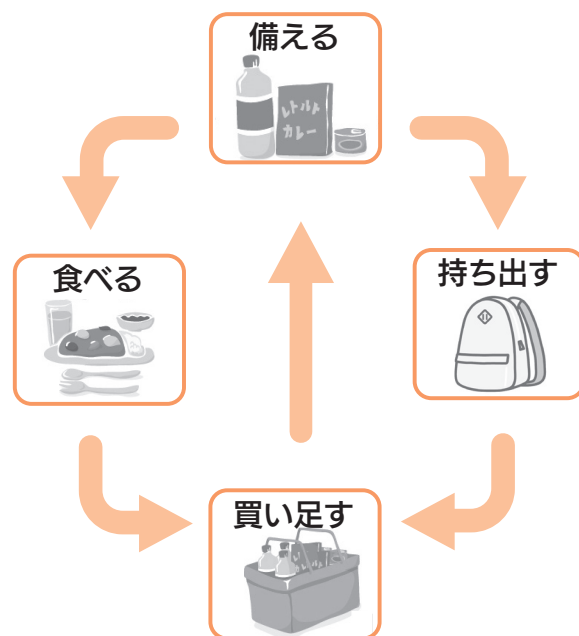 備える
レトルト
カレー
食べる
持ち出す
買い足す